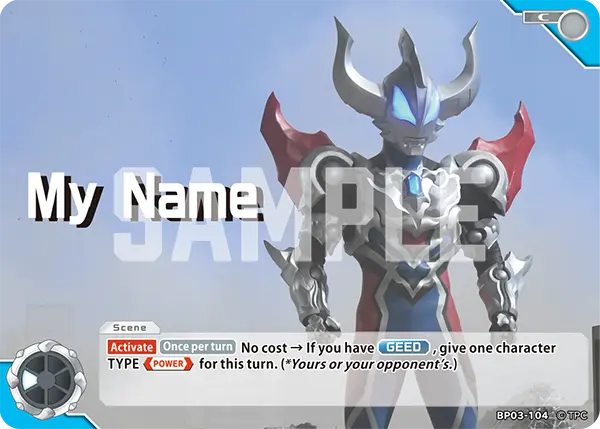 C
My Name
SAMPLE
Scene
Activate Once per turn No cost → If you have GEED , give one character
TYPE POWER for this turn. (*Yours or your opponent's.)
BP03-104 © TPC